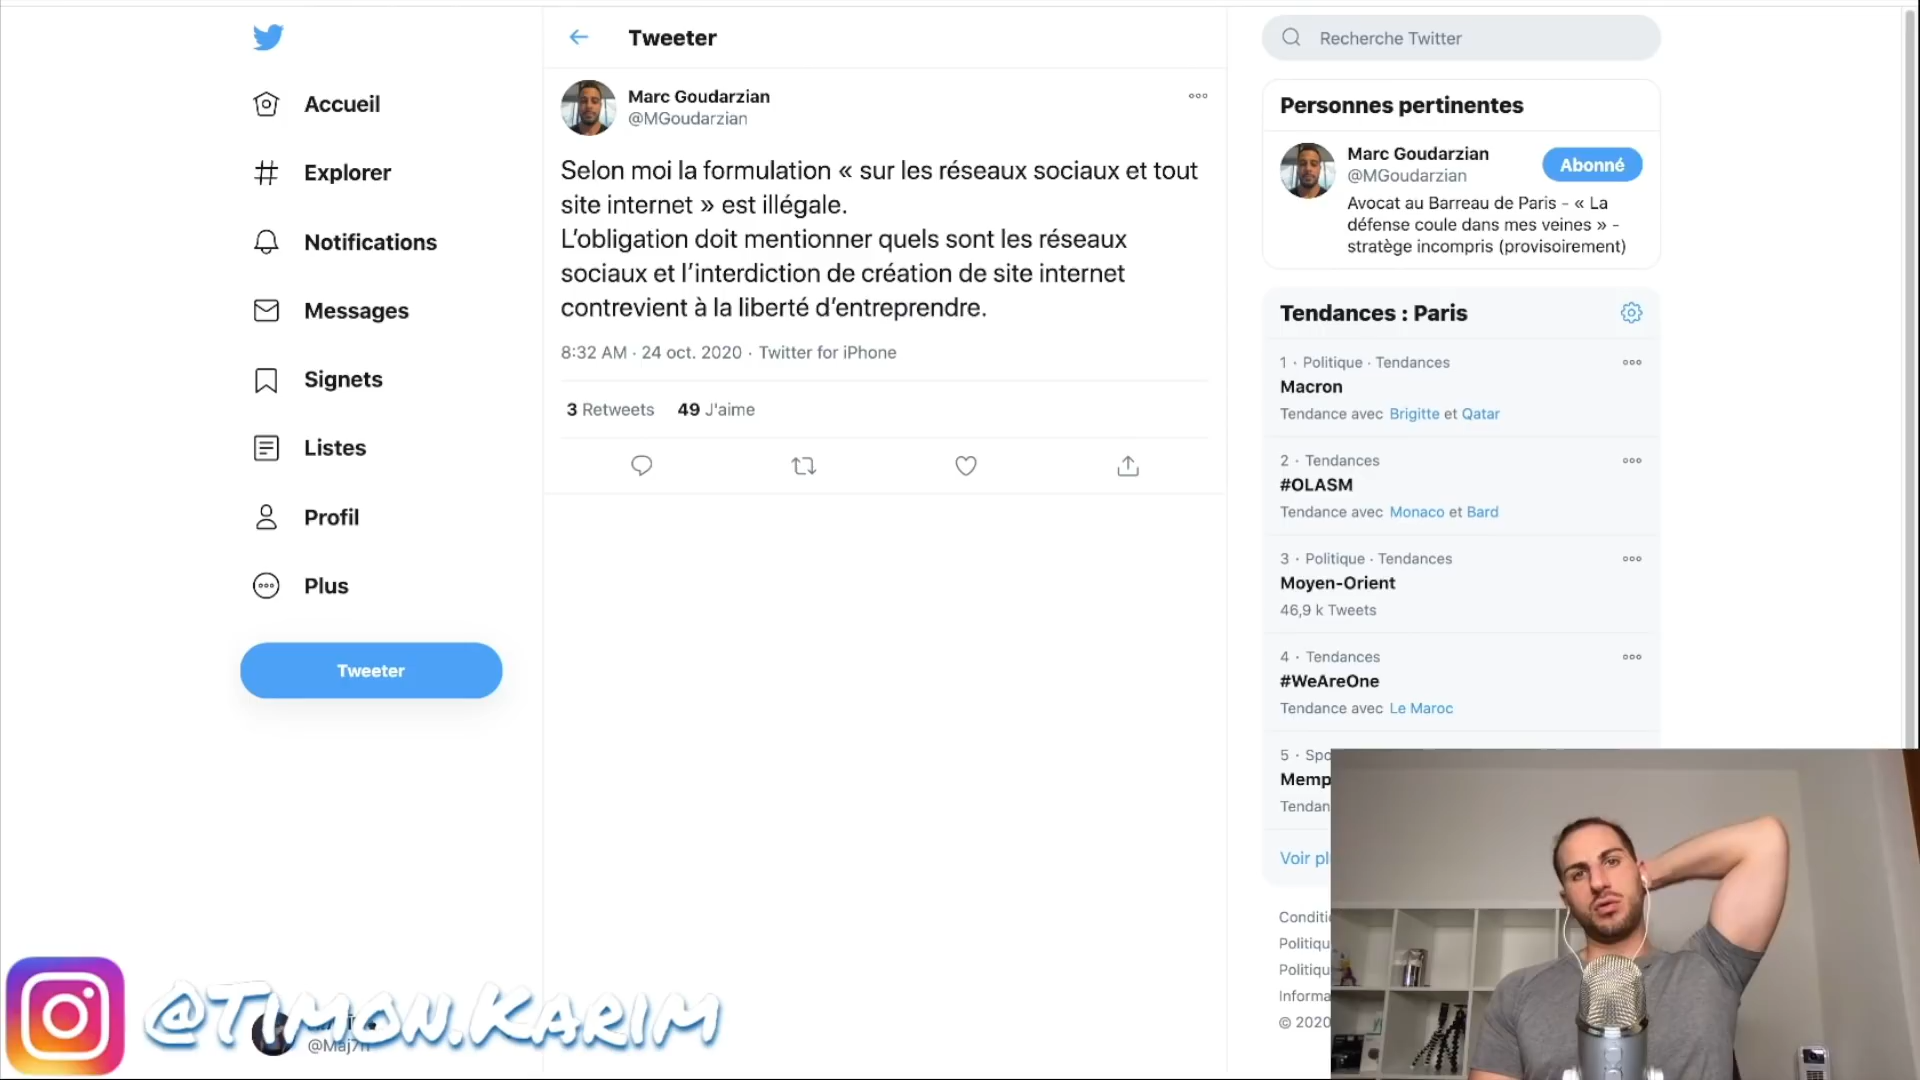 Accueil
Explorer
Notifications
Messages
Signets
Listes
Profil
Plus
Tweeter
Tweeter
Marc Goudarzian
@MGoudarzian
Selon moi la formulation « sur les réseaux sociaux et tout
site internet » est illégale.
L’obligation doit mentionner quels sont les réseaux
sociaux et l’interdiction de création de site internet
contrevient à la liberté d’entreprendre.
8:32 AM · 24 oct. 2020 · Twitter for iPhone
3 Retweets 49 J'aime
Recherche Twitter
Personnes pertinentes
Marc Goudarzian
@MGoudarzian
Abonné
Avocat au Barreau de Paris - « La
défense coule dans mes veines » -
stratège incompris (provisoirement)
Tendances : Paris
1 · Politique · Tendances
Macron
Tendance avec Brigitte et Qatar
2 · Tendances
#OLASM
Tendance avec Monaco et Bard
3 · Politique · Tendances
Moyen-Orient
46,9 k Tweets
4 · Tendances
#WeAreOne
Tendance avec Le Maroc
5 · Spo
Memp
Tendan
Voir pl
Conditi
Politiqu
Politiqu
Informa
© 2020
@Timon.Karim